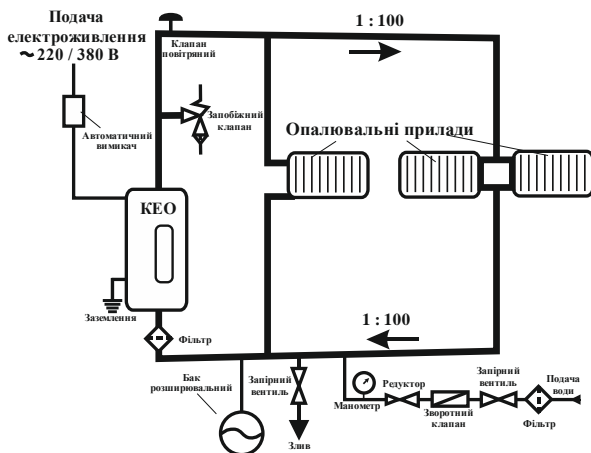 Подача
електроживлення
~ 220 / 380 В
1 : 100
Клапан
повітряний
Запобіжний
клапан
Автоматичний
вимикач
Опалювальні прилади
КЕО
Заземлення
Фільтр
1 : 100
Бак
розширювальний
Запірний
вентиль
Злив
Манометр
Редуктор
Зворотний
клапан
Запірний
вентиль
Фільтр
Подача
води